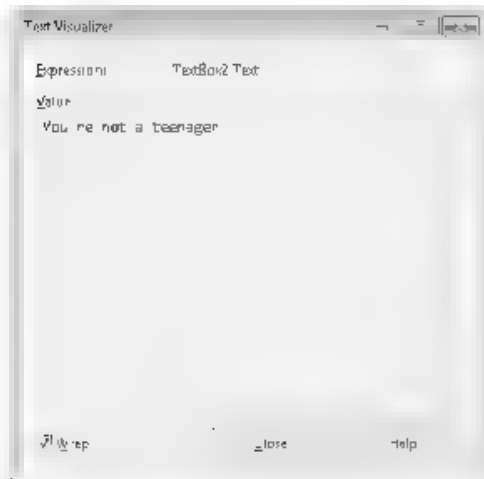 Text Visualizer
Expression: TextBox2 Text
Value
You're not a teenager
Wrap Close Help